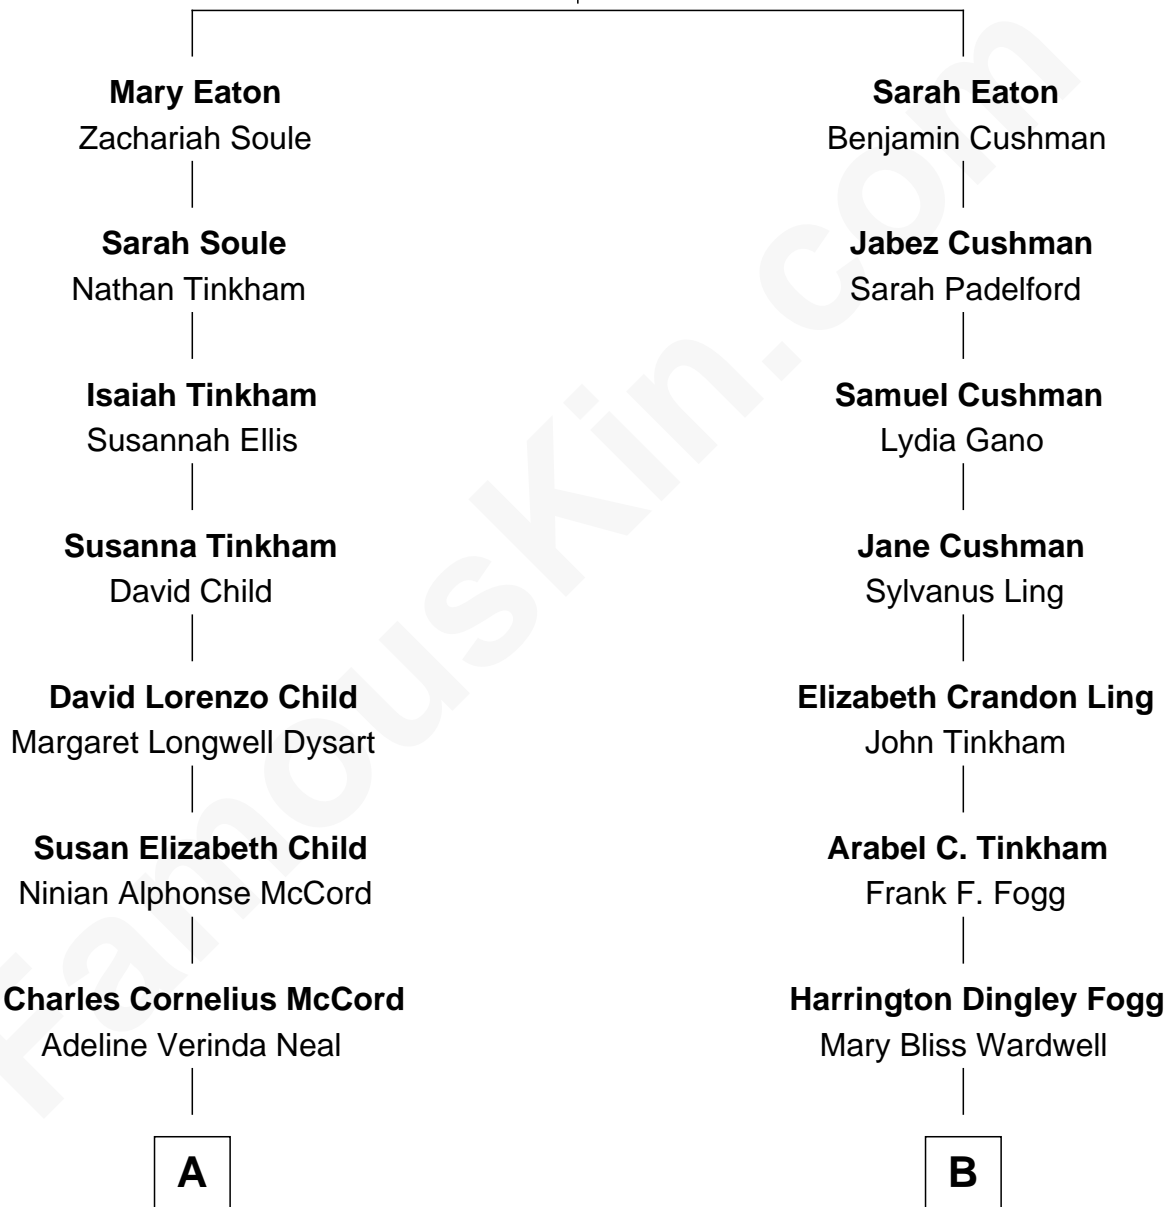 Mary Eaton
Zachariah Soule
Sarah Soule
Nathan Tinkham
Isaiah Tinkham
Susannah Ellis
Susanna Tinkham
David Child
David Lorenzo Child
Margaret Longwell Dysart
Susan Elizabeth Child
Ninian Alphonse McCord
Charles Cornelius McCord
Adeline Verinda Neal
A
Sarah Eaton
Benjamin Cushman
Jabez Cushman
Sarah Padelford
Samuel Cushman
Lydia Gano
Jane Cushman
Sylvanus Ling
Elizabeth Crandon Ling
John Tinkham
Arabel C. Tinkham
Frank F. Fogg
Harrington Dingley Fogg
Mary Bliss Wardwell
B
FamousKin.com